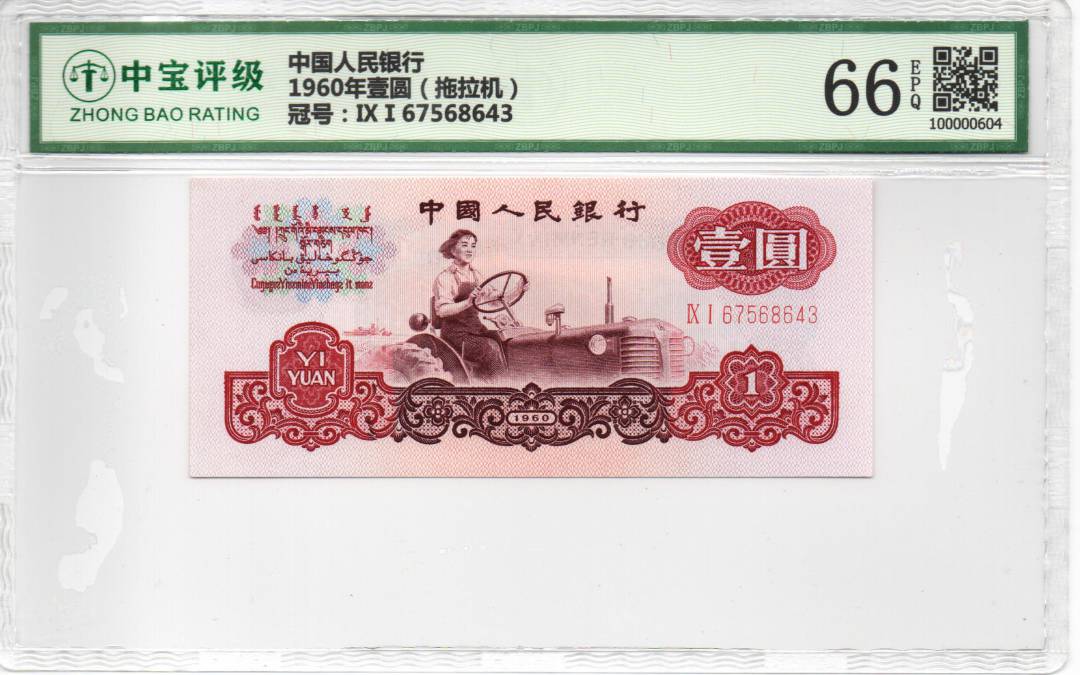 中宝评级
ZHONG BAO RATING
中国人民银行
1960年壹圆（拖拉机）
冠号：IX I 67568643
66
EPQ
100000604
中國人民銀行
壹圓
IX I 67568643
YI
YUAN
1960
1